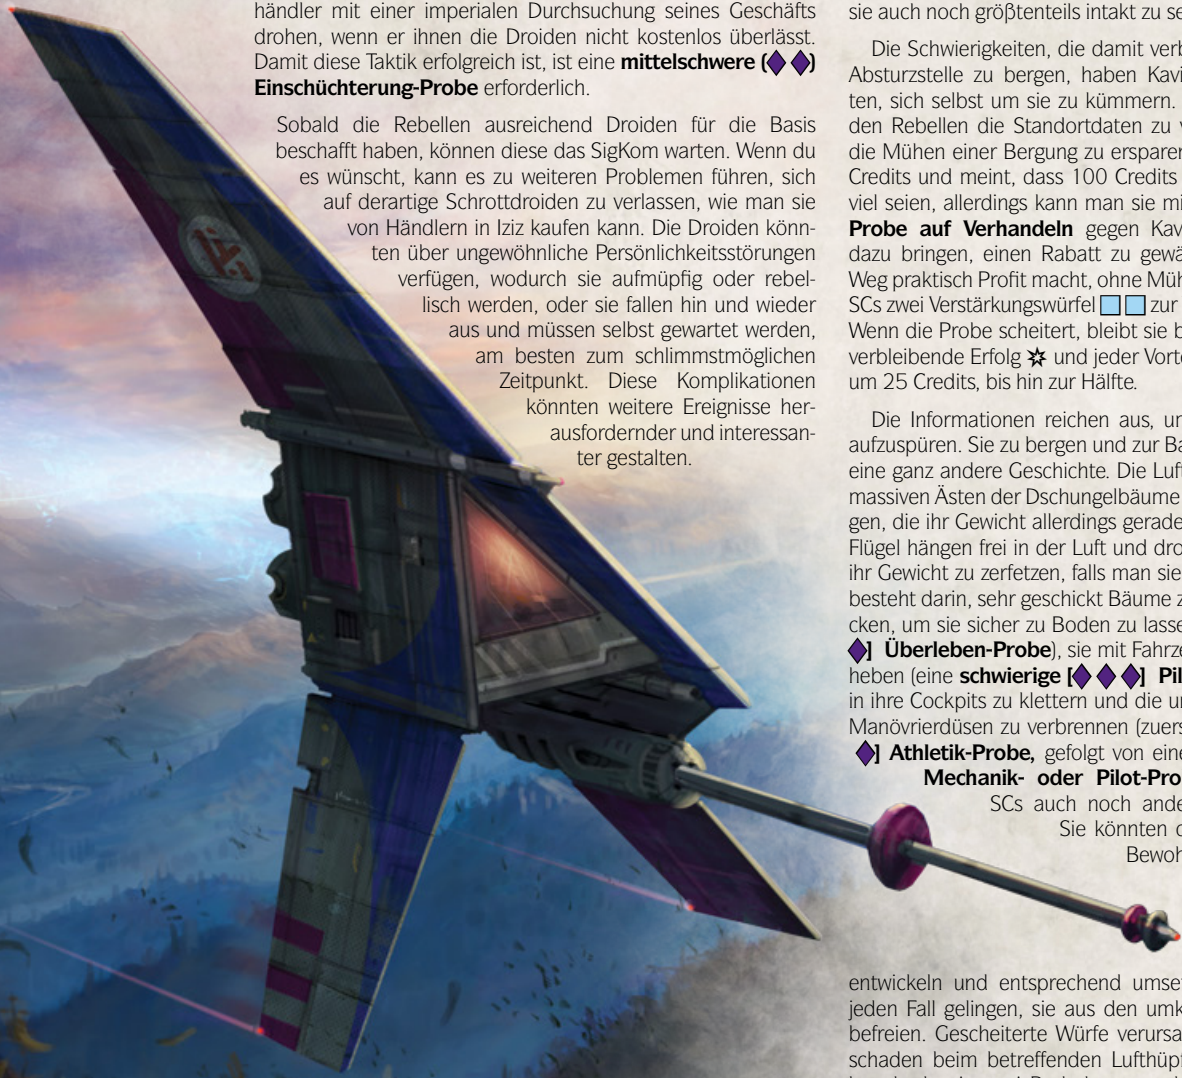 händler mit einer imperialen Durchsuchung seines Geschäfts
drohen, wenn er ihnen die Droiden nicht kostenlos überlässt.
Damit diese Taktik erfolgreich ist, ist eine mittelschwere (◆◆)
Einschüchterung-Probe erforderlich.
Sobald die Rebellen ausreichend Droiden für die Basis
beschafft haben, können diese das SigKom warten. Wenn du
es wünscht, kann es zu weiteren Problemen führen, sich
auf derartige Schrottdroiden zu verlassen, wie man sie
von Händlern in Iziz kaufen kann. Die Droiden könn-
ten über ungewöhnliche Persönlichkeitsstörungen
verfügen, wodurch sie aufmüpfig oder rebel-
lisch werden, oder sie fallen hin und wieder
aus und müssen selbst gewartet werden,
am besten zum schlimmstmöglichen
Zeitpunkt. Diese Komplikationen
könnten weitere Ereignisse her-
ausfordernder und interessan-
ter gestalten.
sie auch noch größtenteils intakt zu se
Die Schwierigkeiten, die damit verb
Absturzstelle zu bergen, haben Kavi
ten, sich selbst um sie zu kümmern.
den Rebellen die Standortdaten zu v
die Mühen einer Bergung zu ersparen
Credits und meint, dass 100 Credits
viel seien, allerdings kann man sie mi
Probe auf Verhandeln gegen Kav
dazu bringen, einen Rabatt zu gewä
Weg praktisch Profit macht, ohne Müh
SCs zwei Verstärkungswürfel zur
Wenn die Probe scheitert, bleibt sie b
verbleibende Erfolg und jeder Vorte
um 25 Credits, bis hin zur Hälfte.
Die Informationen reichen aus, un
aufzuspüren. Sie zu bergen und zur Ba
eine ganz andere Geschichte. Die Luft
massiven Ästen der Dschungelbäume
gen, die ihr Gewicht allerdings gerade
Flügel hängen frei in der Luft und dro
ihr Gewicht zu zerfetzen, falls man sie
besteht darin, sehr geschickt Bäume z
cken, um sie sicher zu Boden zu lasse
◆] Überleben-Probe), sie mit Fahrze
heben (eine schwierige [◆◆◆] Pil
in ihre Cockpits zu klettern und die u
Manövrierdüsen zu verbrennen (zuers
◆] Athletik-Probe, gefolgt von eine
Mechanik- oder Pilot-Pro
SCs auch noch ande
Sie könnten
Bewoh
entwickeln und entsprechend umse
jeden Fall gelingen, sie aus den umk
befreien. Gescheiterte Würfe verursa
schaden beim betreffenden Lufthüpf